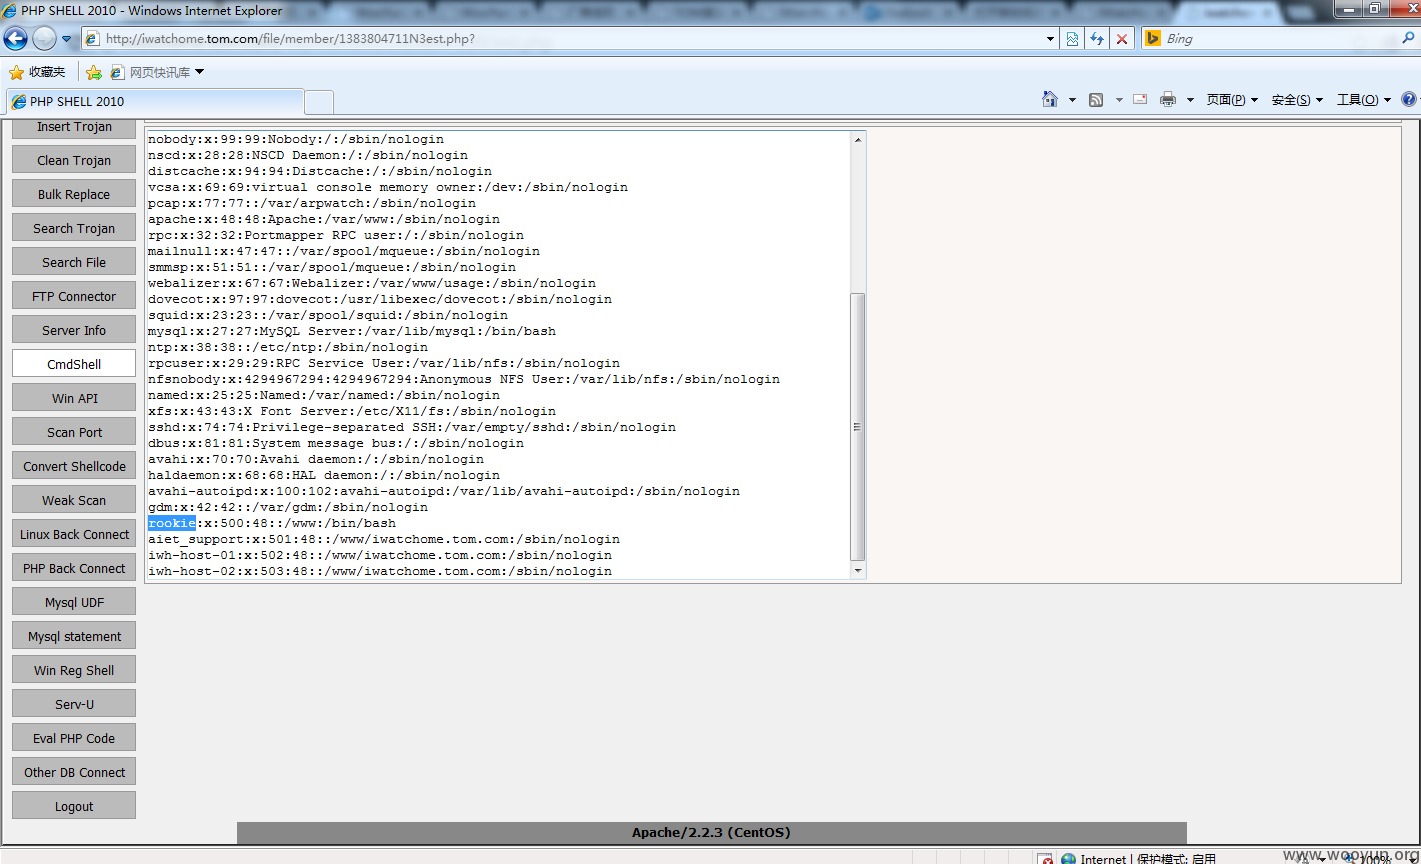 PHP SHELL 2010 - Windows Internet Explorer
http://iwatchome.tom.com/file/member/1383804711N3est.php?
Bing
收藏夹
网页快讯库
PHP SHELL 2010
页面(P)
安全(S)
工具(O)
Insert Trojan
Clean Trojan
Bulk Replace
Search Trojan
Search File
FTP Connector
Server Info
CmdShell
Win API
Scan Port
Convert Shellcode
Weak Scan
Linux Back Connect
PHP Back Connect
Mysql UDF
Mysql statement
Win Reg Shell
Serv-U
Eval PHP Code
Other DB Connect
Logout
nobody:x:99:99:Nobody:/:/sbin/nologin
nscd:x:28:28:NSCD Daemon:/:/sbin/nologin
distcache:x:94:94:Distcache:/:/sbin/nologin
vcsa:x:69:69:virtual console memory owner:/dev:/sbin/nologin
pcap:x:77:77::/var/arpwatch:/sbin/nologin
apache:x:48:48:Apache:/var/www:/sbin/nologin
rpc:x:32:32:Portmapper RPC user:/:/sbin/nologin
mailnull:x:47:47::/var/spool/mqueue:/sbin/nologin
smmsp:x:51:51::/var/spool/mqueue:/sbin/nologin
webalizer:x:67:67:Webalizer:/var/www/usage:/sbin/nologin
dovecot:x:97:97:dovecot:/usr/libexec/dovecot:/sbin/nologin
squid:x:23:23::/var/spool/squid:/sbin/nologin
mysql:x:27:27:MySQL Server:/var/lib/mysql:/bin/bash
ntp:x:38:38::/etc/ntp:/sbin/nologin
rpcuser:x:29:29:RPC Service User:/var/lib/nfs:/sbin/nologin
nfsnobody:x:4294967294:4294967294:Anonymous NFS User:/var/lib/nfs:/sbin/nologin
named:x:25:25:Named:/var/named:/sbin/nologin
xfs:x:43:43:X Font Server:/etc/X11/fs:/sbin/nologin
sshd:x:74:74:Privilege-separated SSH:/var/empty/sshd:/sbin/nologin
dbus:x:81:81:System message bus:/:/sbin/nologin
avahi:x:70:70:Avahi daemon:/:/sbin/nologin
haldaemon:x:68:68:HAL daemon:/:/sbin/nologin
avahi-autoipd:x:100:102:avahi-autoipd:/var/lib/avahi-autoipd:/sbin/nologin
gdm:x:42:42::/var/gdm:/sbin/nologin
rookie:x:500:48::/www:/bin/bash
aiet_support:x:501:48::/www/iwatchome.tom.com:/sbin/nologin
iwh-host-01:x:502:48::/www/iwatchome.tom.com:/sbin/nologin
iwh-host-02:x:503:48::/www/iwatchome.tom.com:/sbin/nologin
Apache/2.2.3 (CentOS)
Internet | 保护模式: 启用
100%
www.wooyun.org